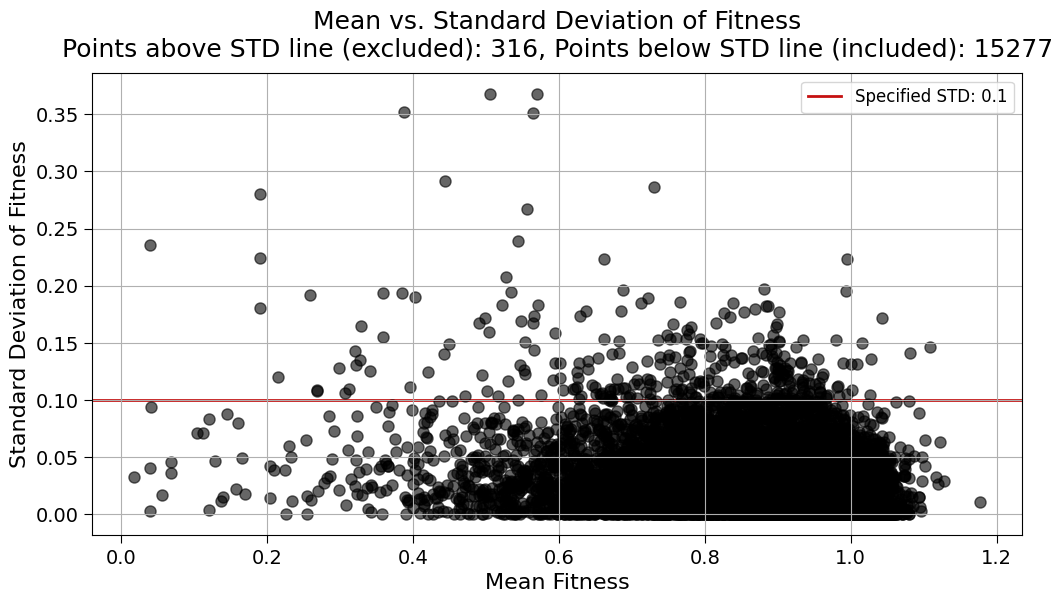 Mean vs. Standard Deviation of Fitness
Points above STD line (excluded): 316, Points below STD line (included): 15277
Specified STD: 0.1
Standard Deviation of Fitness
0.35
0.30
0.25
0.20
0.15
0.10
0.05
0.00
0.0 0.2 0.4 0.6 0.8 1.0 1.2
Mean Fitness